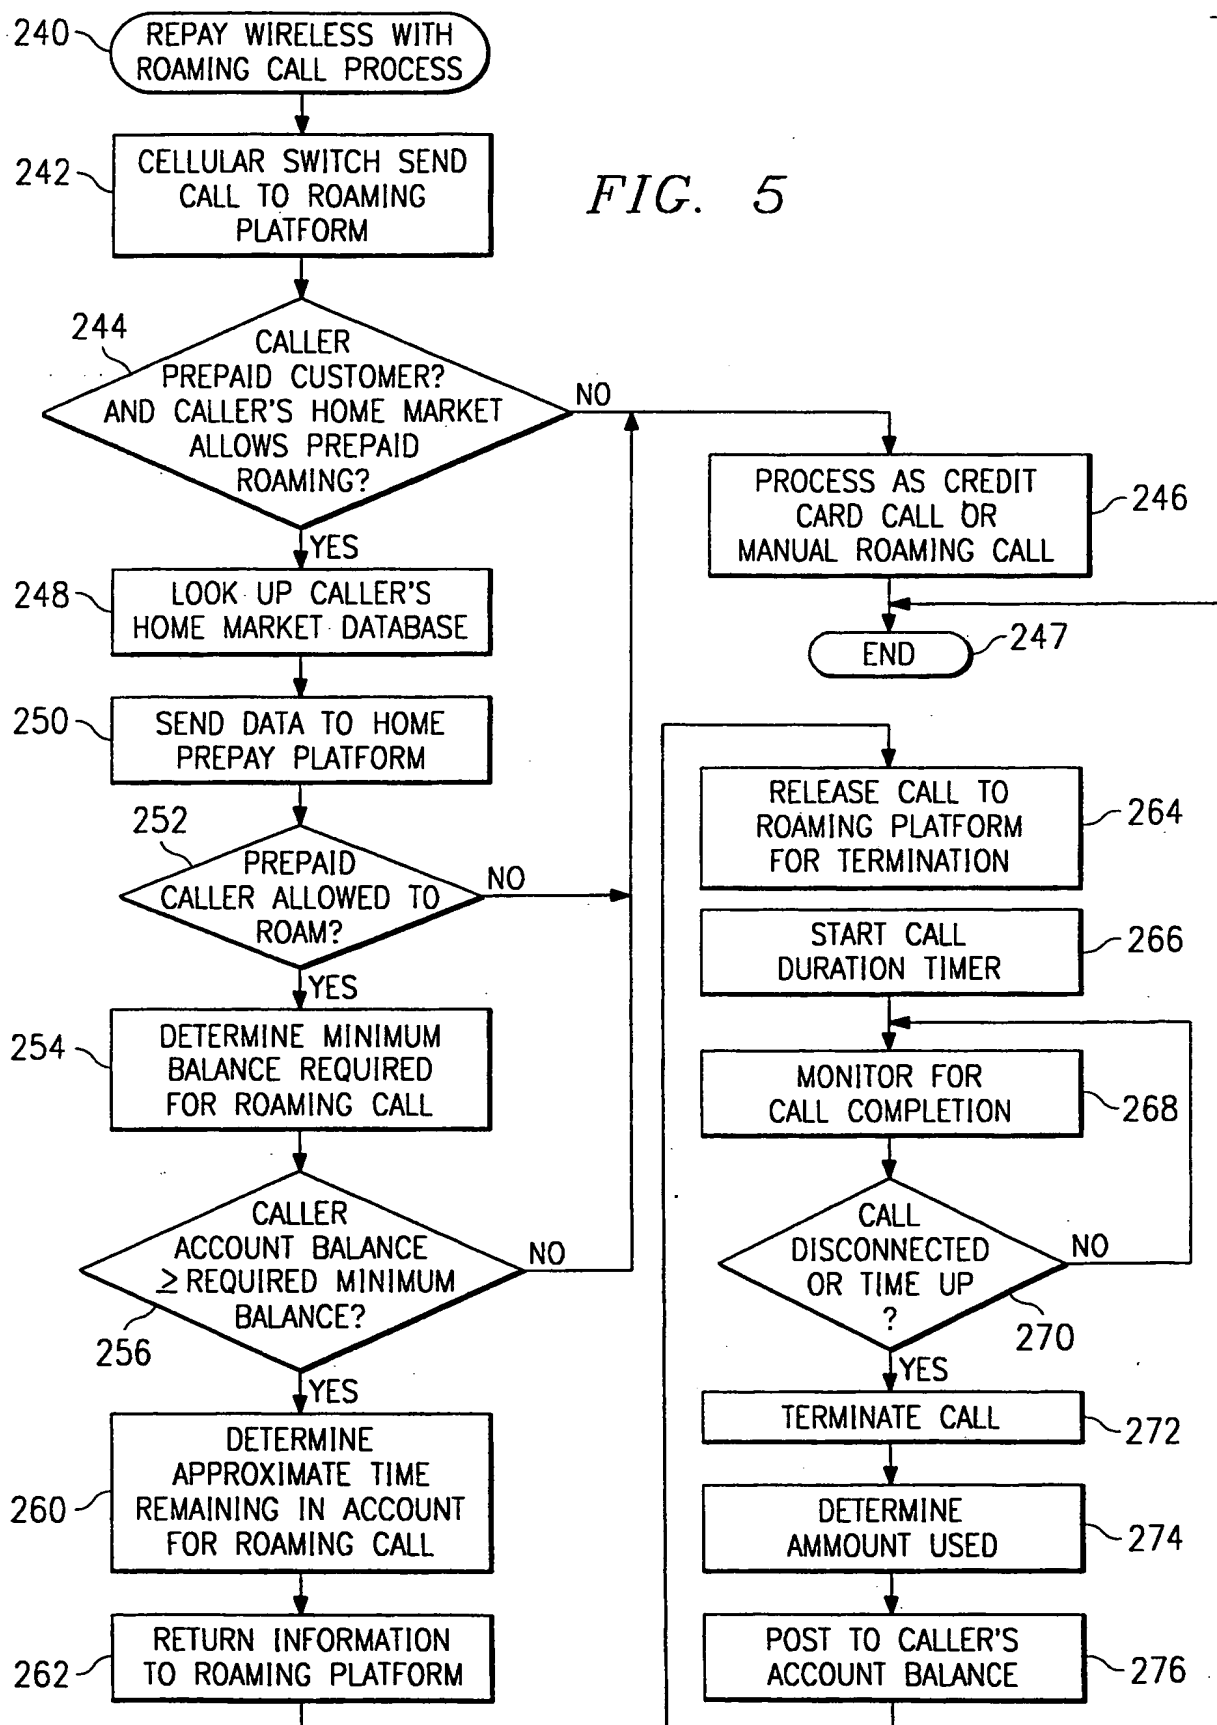 240
REPAY WIRELESS WITH
ROAMING CALL PROCESS
242
CELLULAR SWITCH SEND
CALL TO ROAMING
PLATFORM
FIG. 5
244
CALLER
PREPAID CUSTOMER?
AND CALLER'S HOME MARKET
ALLOWS PREPAID
ROAMING?
NO
YES
PROCESS AS CREDIT
CARD CALL OR
MANUAL ROAMING CALL
246
END
247
248
LOOK UP CALLER'S
HOME MARKET DATABASE
250
SEND DATA TO HOME
PREPAY PLATFORM
252
PREPAID
CALLER ALLOWED TO
ROAM?
NO
YES
254
DETERMINE MINIMUM
BALANCE REQUIRED
FOR ROAMING CALL
CALLER
ACCOUNT BALANCE
≥ REQUIRED MINIMUM
BALANCE?
256
NO
YES
260
DETERMINE
APPROXIMATE TIME
REMAINING IN ACCOUNT
FOR ROAMING CALL
262
RETURN INFORMATION
TO ROAMING PLATFORM
RELEASE CALL TO
ROAMING PLATFORM
FOR TERMINATION
264
START CALL
DURATION TIMER
266
MONITOR FOR
CALL COMPLETION
268
CALL
DISCONNECTED
OR TIME UP
?
NO
270
YES
TERMINATE CALL
272
DETERMINE
AMMOUNT USED
274
POST TO CALLER'S
ACCOUNT BALANCE
276